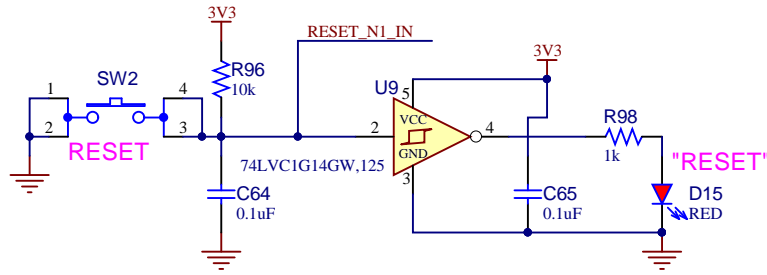 3V3
RESET_N1_IN
3V3
SW2
R96
10k
U9
1
4
2
3
RESET
5
VCC
GND
2
4
3
74LVC1G14GW,125
R98
1k
"RESET"
C64
0.1uF
C65
0.1uF
D15
RED